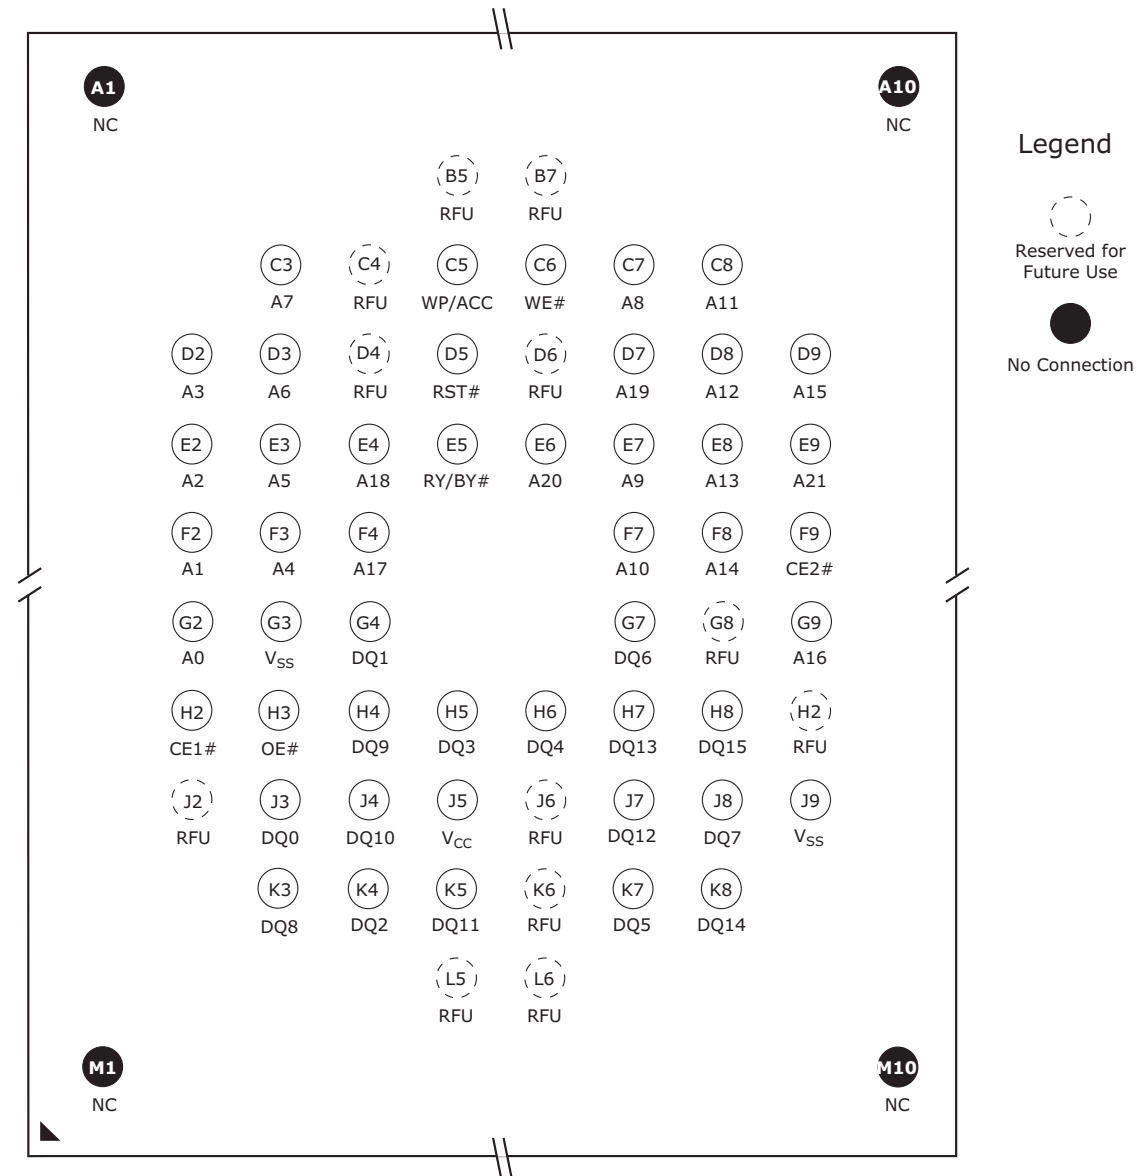 A1 A10
NC NC
Legend
B5 B7
RFU RFU
Reserved for
Future Use
C3 C4 C5 C6 C7 C8
A7 RFU WP/ACC WE# A8 A11
No Connection
D2 D3 D4 D5 D6 D7 D8 D9
A3 A6 RFU RST# RFU A19 A12 A15
E2 E3 E4 E5 E6 E7 E8 E9
A2 A5 A18 RY/BY# A20 A9 A13 A21
F2 F3 F4 F7 F8 F9
A1 A4 A17 A10 A14 CE2#
G2 G3 G4 G7 G8 G9
A0 VSS DQ1 DQ6 RFU A16
H2 H3 H4 H5 H6 H7 H8 H2
CE1# OE# DQ9 DQ3 DQ4 DQ13 DQ15 RFU
J2 J3 J4 J5 J6 J7 J8 J9
RFU DQ0 DQ10 VCC RFU DQ12 DQ7 VSS
K3 K4 K5 K6 K7 K8
DQ8 DQ2 DQ11 RFU DQ5 DQ14
L5 L6
RFU RFU
M1 M10
NC NC